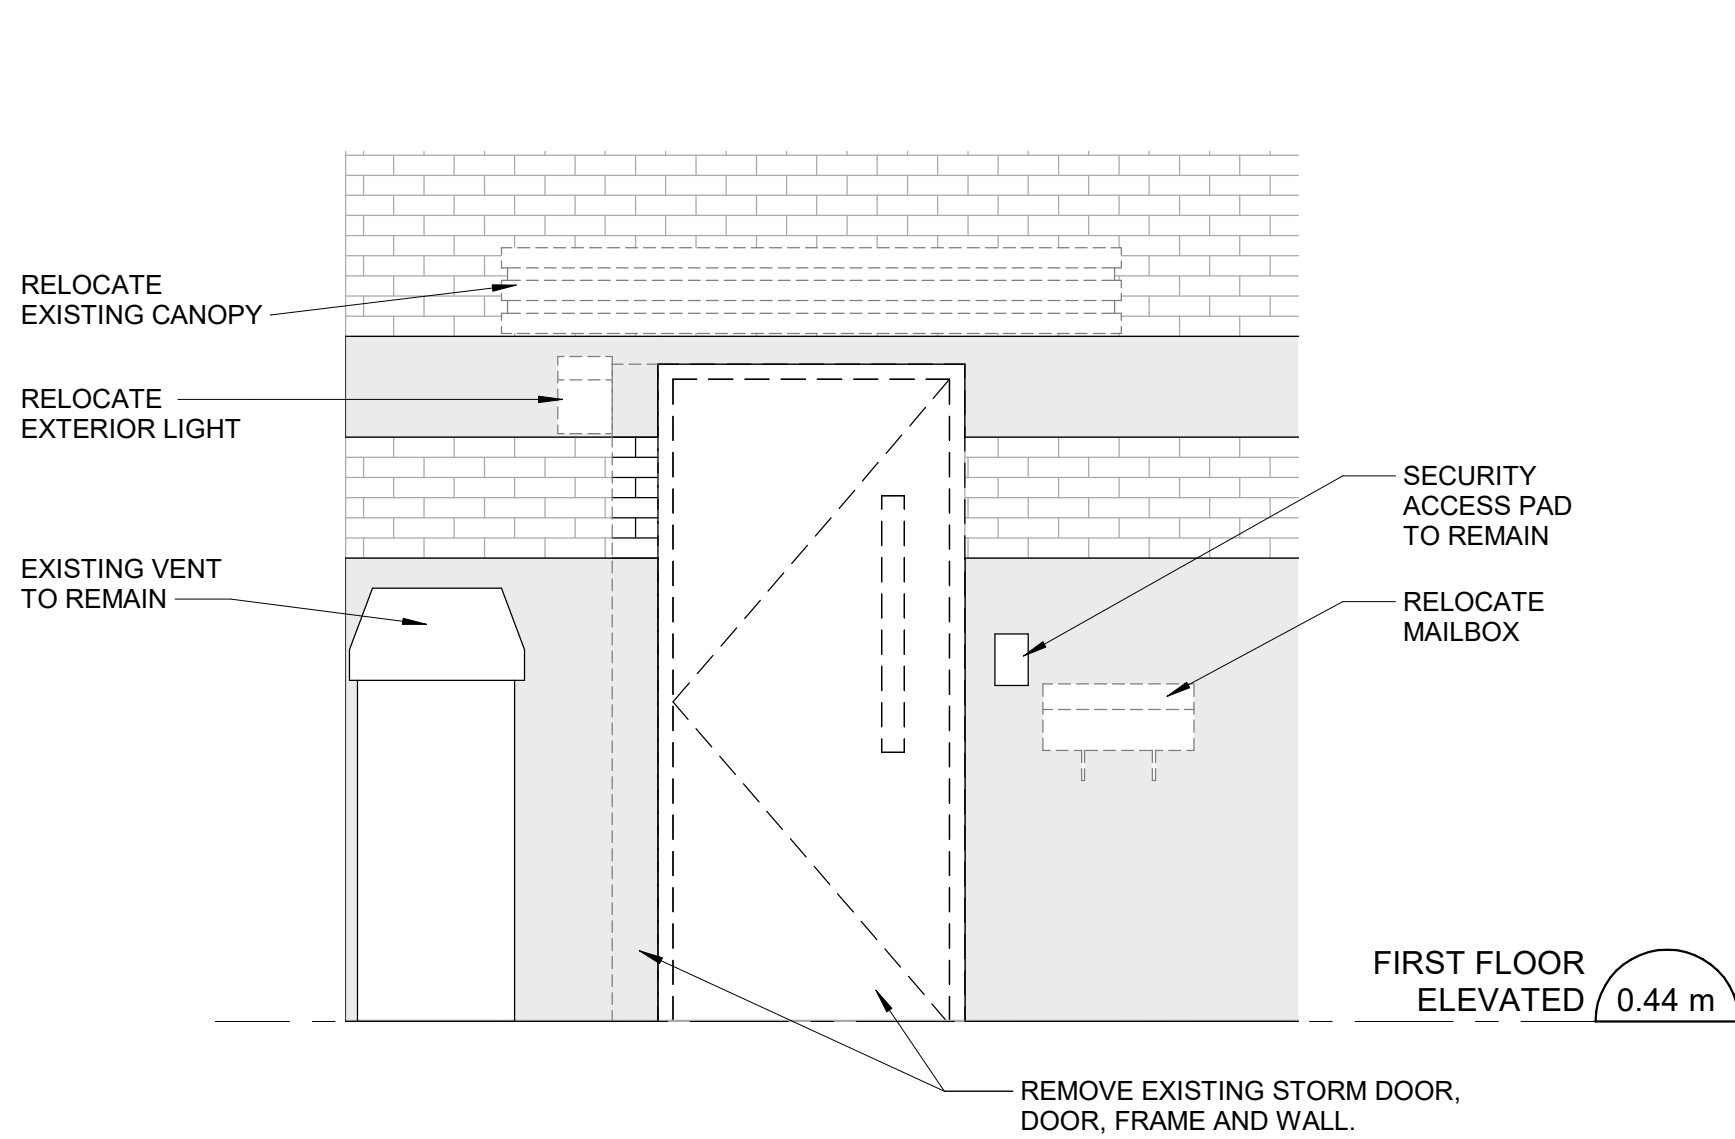 RELOCATE
EXISTING CANOPY
RELOCATE
EXTERIOR LIGHT
EXISTING VENT
TO REMAIN
SECURITY
ACCESS PAD
TO REMAIN
RELOCATE
MAILBOX
FIRST FLOOR
ELEVATED 0.44 m
REMOVE EXISTING STORM DOOR,
DOOR, FRAME AND WALL.